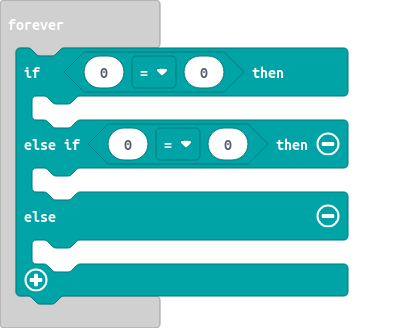 forever
if 0 = 0 then
else if 0 = 0 then
else